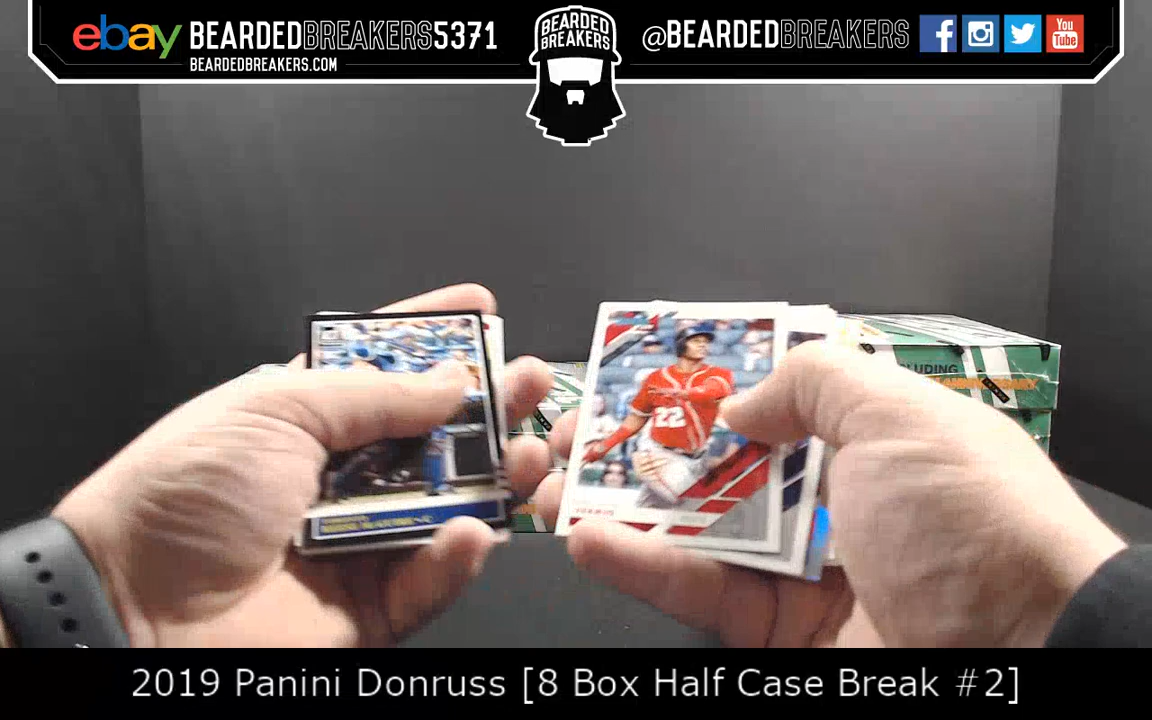 ebay BEARDEDBREAKERS5371
BEARDEDBREAKERS.COM
BEARDED
BREAKERS
@BEARDEDBREAKERS
You
Tube
22
2019 Panini Donruss [8 Box Half Case Break #2]